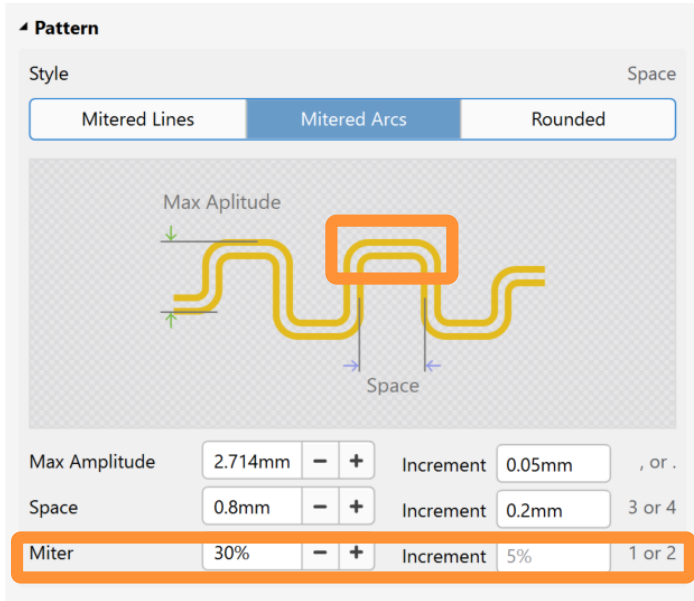 Pattern
Style Space
Mitered Lines Mitered Arcs Rounded
Max Aplitude
Space
Max Amplitude 2.714mm − + Increment 0.05mm , or .
Space 0.8mm − + Increment 0.2mm 3 or 4
Miter 30% − + Increment 5% 1 or 2